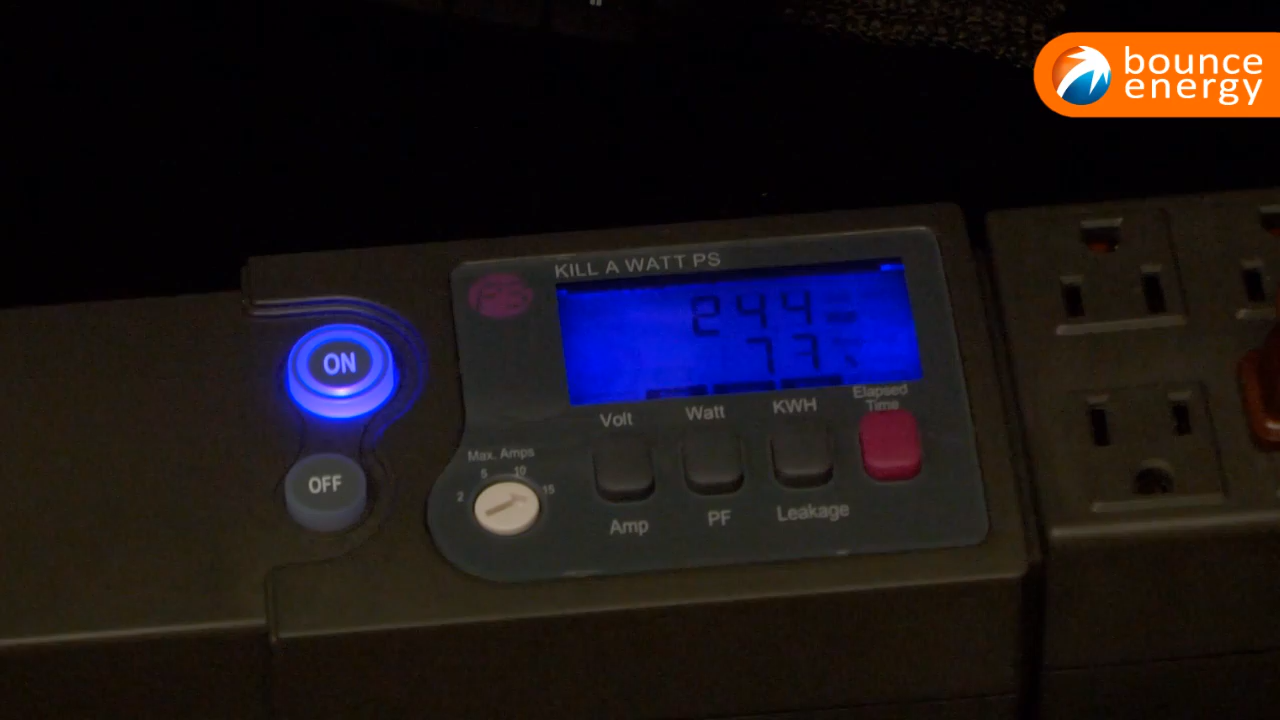 bounce
energy
KILL A WATT PS
PS
244
77
ON
Volt
Watt
KWH
Elapsed
Time
Max. Amps
2
5
10
15
OFF
Amp
PF
Leakage